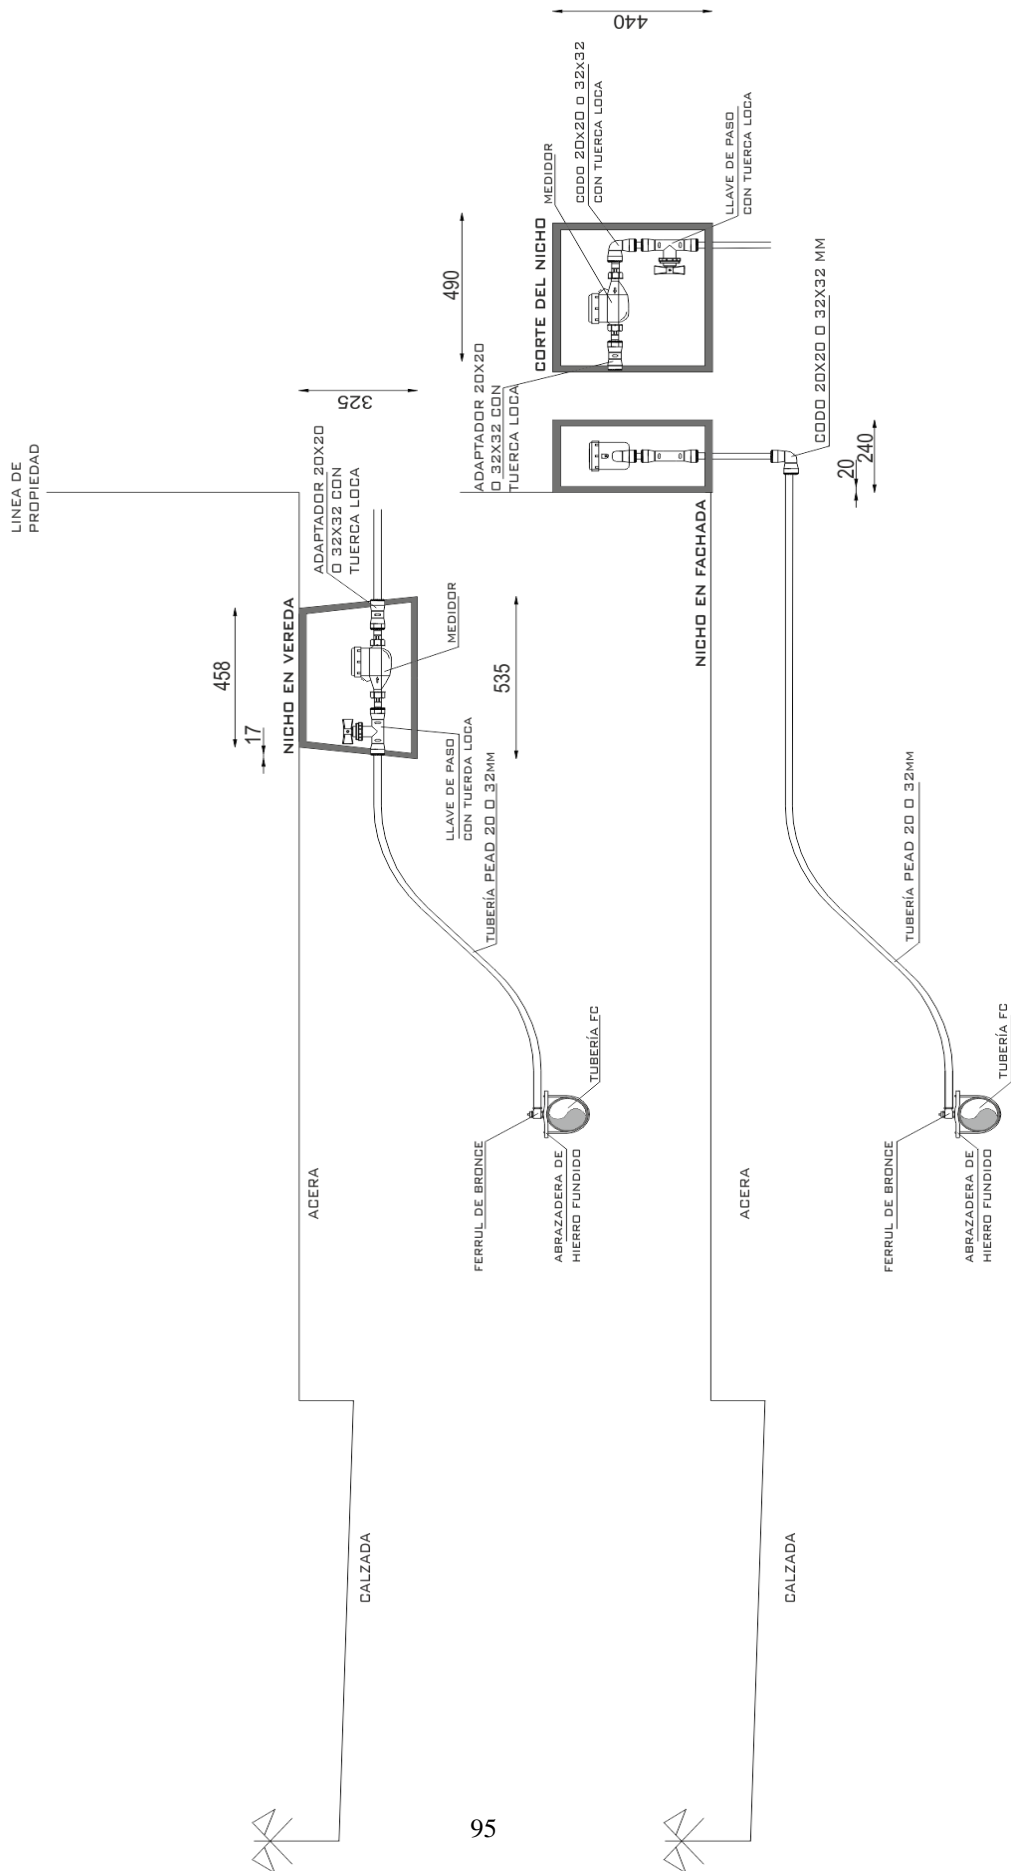 LINEA DE
PROPIEDAD
ADAPTADOR 20X20
O 32X32 CON
TUERCA LOCA
325
NICHO EN VEREDA
458
17
MEDIDOR
535
LLAVE DE PASO
CON TUERDA LOCA
TUBERÍA PEAD 20 O 32MM
TUBERÍA FC
FERRUL DE BRONCE
ABRAZADERA DE
HIERRO FUNDIDO
ACERA
CALZADA
440
CODO 20X20 O 32X32
CON TUERCA LOCA
MEDIDOR
LLAVE DE PASO
CON TUERCA LOCA
490
CORTE DEL NICHO
ADAPTADOR 20X20
O 32X32 CON
TUERCA LOCA
CODO 20X20 O 32X32 MM
20
240
NICHO EN FACHADA
TUBERÍA PEAD 20 O 32MM
TUBERÍA FC
FERRUL DE BRONCE
ABRAZADERA DE
HIERRO FUNDIDO
ACERA
CALZADA
95